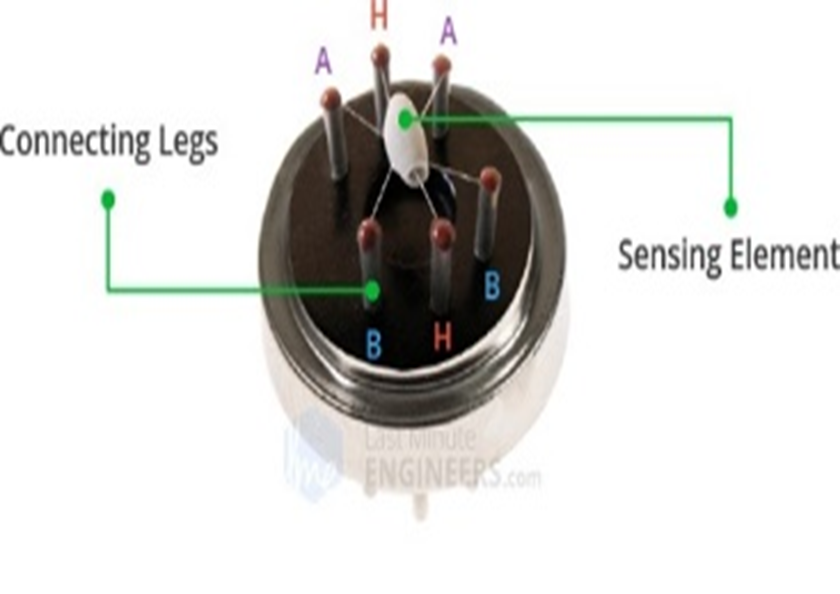 H
A
A
Connecting Legs
Sensing Element
B
B
H
Last Minute
ENGINEERS.com